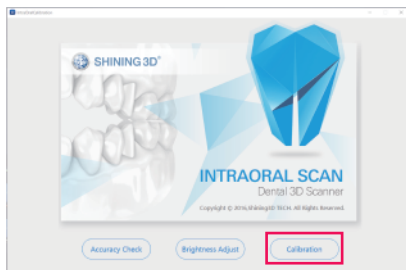 SHINING 3D®
INTRAORAL SCAN
Dental 3D Scanner
Copyright © 2016,Shining3D TECH. All Rights Reserved.
Accuracy Check
Brightness Adjust
Calibration